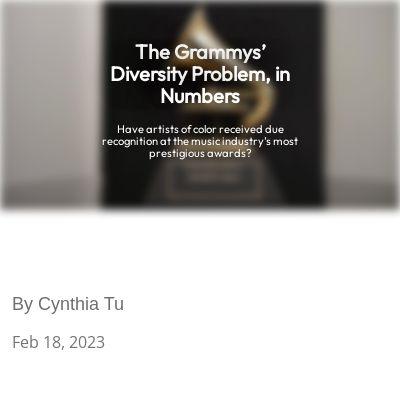 The Grammys’
Diversity Problem, in
Numbers
Have artists of color received due
recognition at the music industry's most
prestigious awards?
By Cynthia Tu
Feb 18, 2023